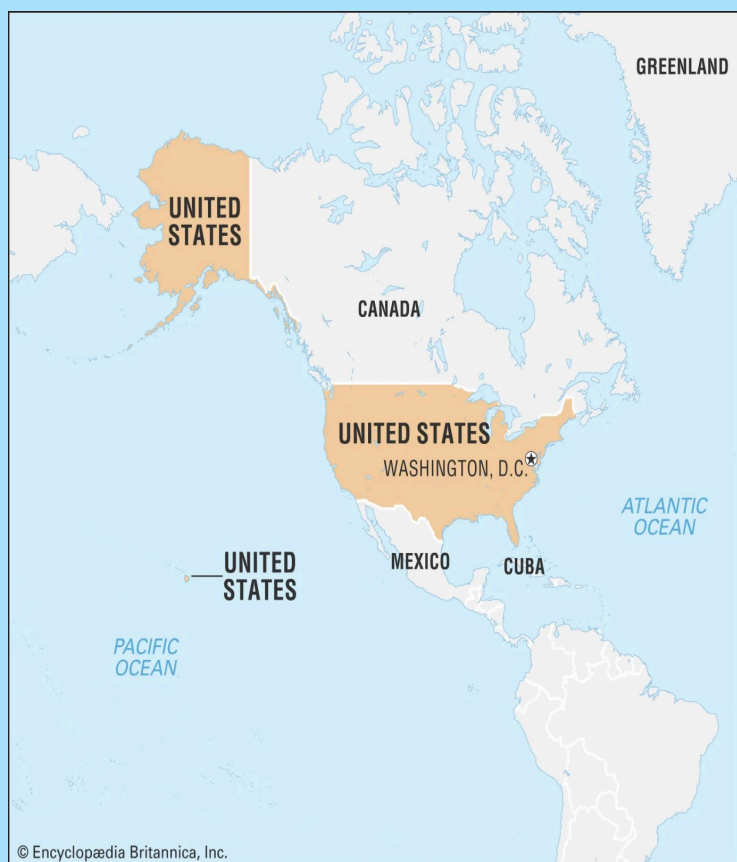 GREENLAND
UNITED
STATES
CANADA
UNITED STATES
WASHINGTON, D.C.
ATLANTIC
OCEAN
MEXICO
CUBA
UNITED
STATES
PACIFIC
OCEAN
© Encyclopædia Britannica, Inc.